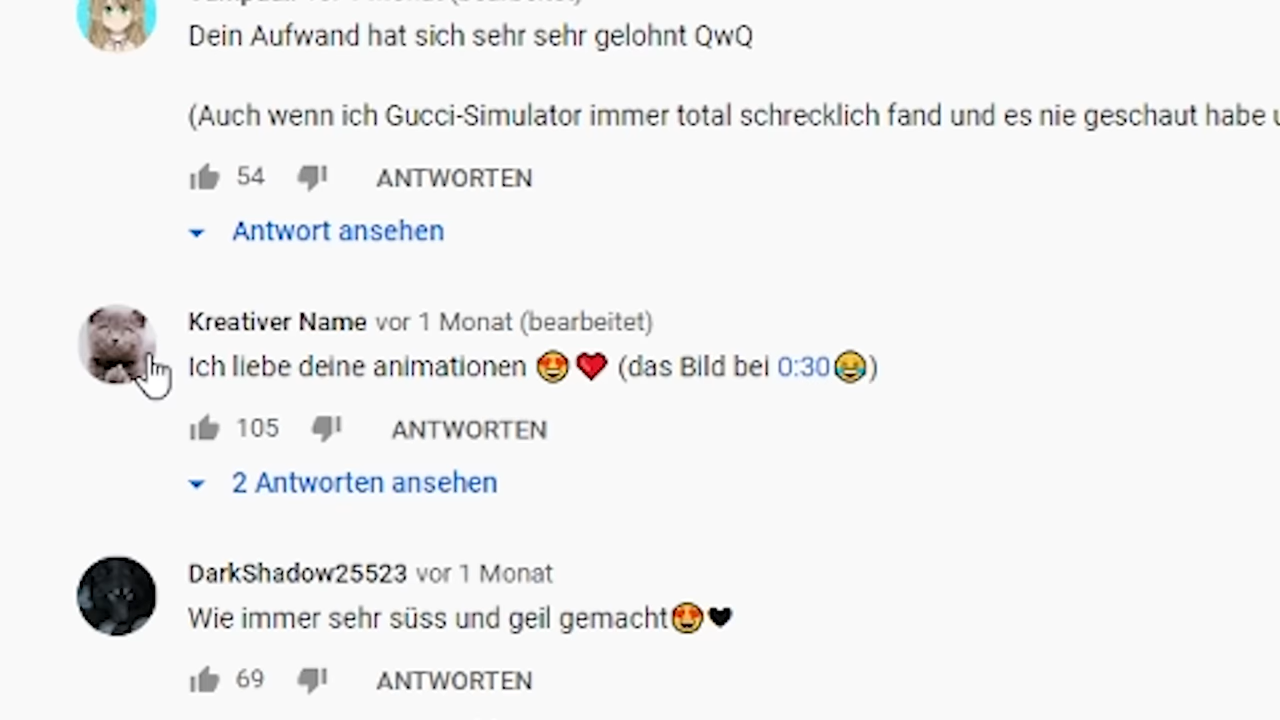 Dein Aufwand hat sich sehr sehr gelohnt QwQ
(Auch wenn ich Gucci-Simulator immer total schrecklich fand und es nie geschaut habe
54 ANTWORTEN
Antwort ansehen
Kreativer Name vor 1 Monat (bearbeitet)
Ich liebe deine animationen 😍❤ (das Bild bei 0:30😂)
105 ANTWORTEN
2 Antworten ansehen
DarkShadow25523 vor 1 Monat
Wie immer sehr süss und geil gemacht😍🖤
69 ANTWORTEN